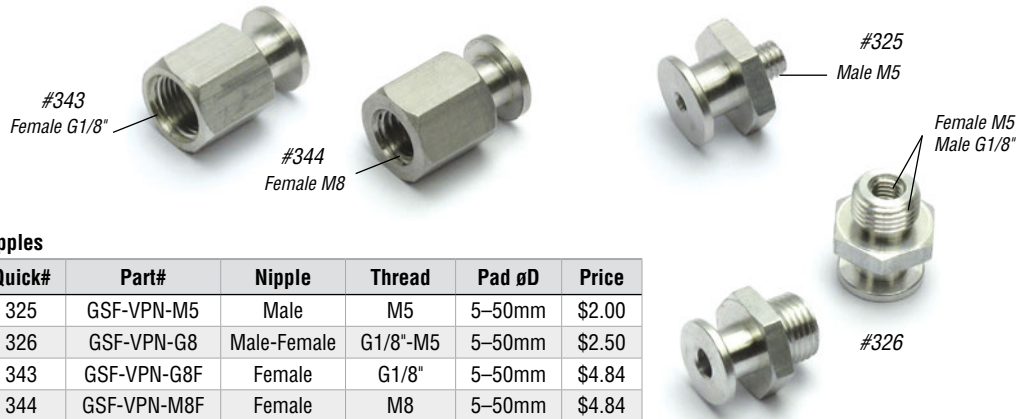 #343
Female G1/8"
#344
Female M8
#325
Male M5
Female M5
Male G1/8"
#326
Part# Nipple Thread Pad øD Price
325 GSF-VPN-M5 Male M5 5–50mm $2.00
326 GSF-VPN-G8 Male-Female G1/8"-M5 5–50mm $2.50
343 GSF-VPN-G8F Female G1/8" 5–50mm $4.84
344 GSF-VPN-M8F Female M8 5–50mm $4.84